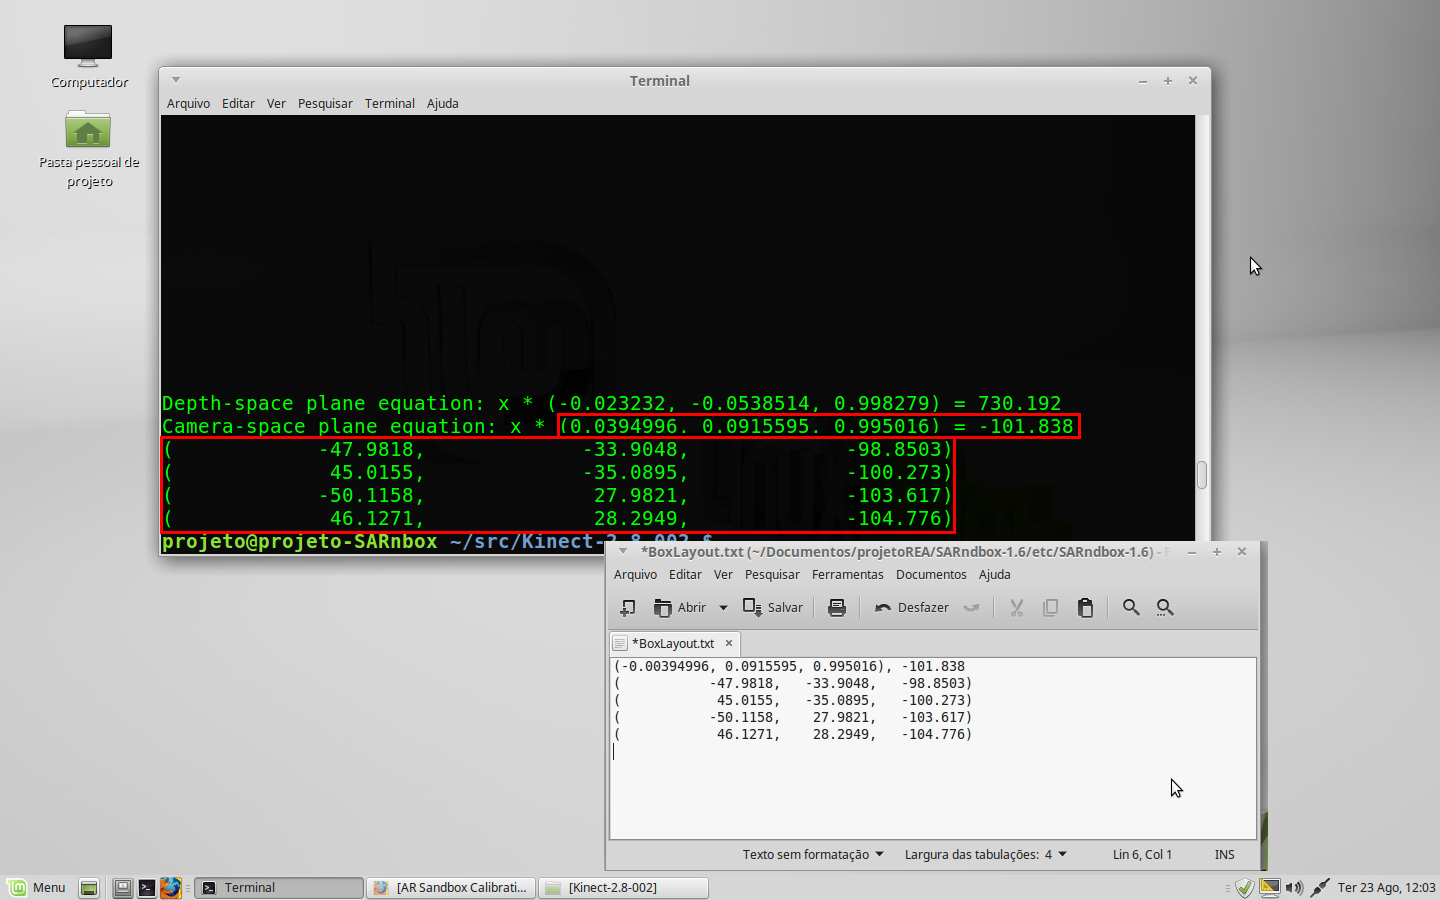 Computador
Pasta pessoal de
projeto
Terminal
Arquivo Editar Ver Pesquisar Terminal Ajuda
Depth-space plane equation: x * (-0.023232, -0.0538514, 0.998279) = 730.192
Camera-space plane equation: x * (0.0394996, 0.0915595, 0.995016) = -101.838
( -47.9818, -33.9048, -98.8503)
( 45.0155, -35.0895, -100.273)
( -50.1158, 27.9821, -103.617)
( 46.1271, 28.2949, -104.776)
projeto@projeto-SARnbox ~/src/Kinect-2.8-002 $
*BoxLayout.txt (~/Documentos/projetoREA/SARndbox-1.6/etc/SARndbox-1.6) -
Arquivo Editar Ver Pesquisar Ferramentas Documentos Ajuda
Abrir Salvar Desfazer
*BoxLayout.txt
(-0.00394996, 0.0915595, 0.995016), -101.838
( -47.9818, -33.9048, -98.8503)
( 45.0155, -35.0895, -100.273)
( -50.1158, 27.9821, -103.617)
( 46.1271, 28.2949, -104.776)
Texto sem formatação Largura das tabulações: 4 Lin 6, Col 1 INS
Menu Terminal [AR Sandbox Calibrati... [Kinect-2.8-002] Ter 23 Ago, 12:03